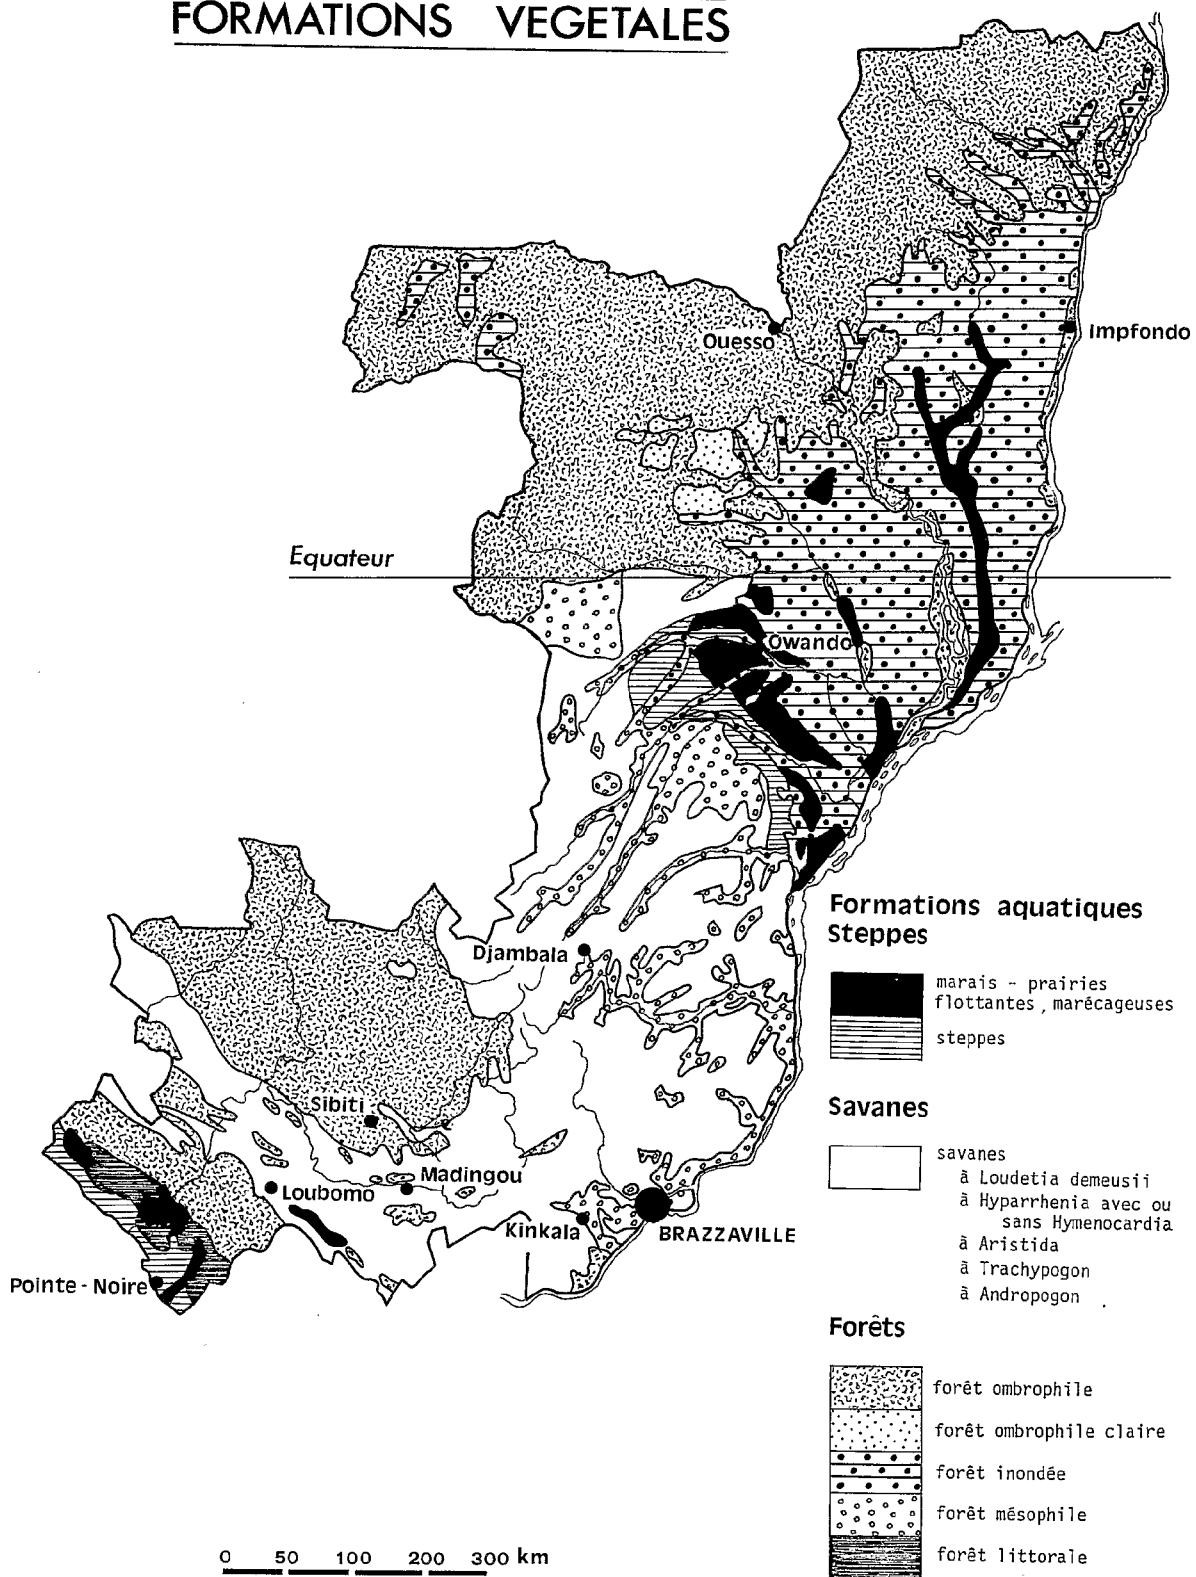 FORMATIONS VEGETALES
Ouesso
Impfondo
Equateur
Owando
Djambala
Sibiti
Madingou
Loubomo
Kinkala
BRAZZAVILLE
Pointe-Noire
Formations aquatiques
Steppes
marais - prairies
flottantes, marécageuses
steppes
Savanes
savanes
à Loudetia demeusii
à Hyparrhenia avec ou
sans Hymenocardia
à Aristida
à Trachypogon
à Andropogon
Forêts
forêt ombrophile
forêt ombrophile claire
forêt inondée
forêt mésophile
forêt littorale
0 50 100 200 300 km